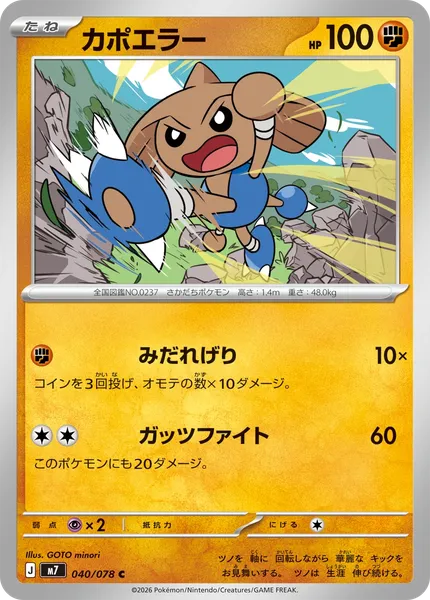 たね カポエラー HP 100
全国図鑑NO.0237 さかだちポケモン 高さ：1.4m 重さ：48.0kg
みだれげり 10×
コインを3回投げ、オモテの数×10ダメージ。
ガッツファイト 60
このポケモンにも20ダメージ。
弱点 ×2 抵抗力 にげる
Illus. GOTO minori
J M7 040/078 C
ツノを 軸に 回転しながら 華麗な キックを
お見舞いする。 ツノは 生涯 伸び続ける。
©2026 Pokémon/Nintendo/Creatures/GAME FREAK.